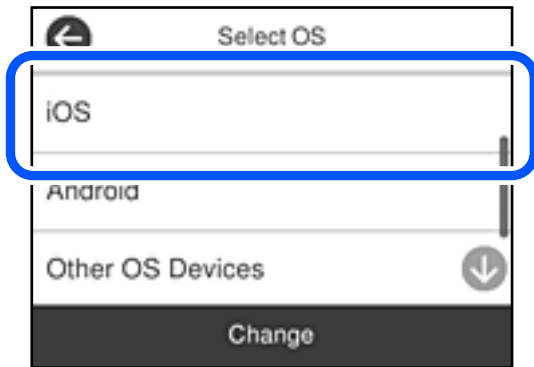 Select OS
iOS
Android
Other OS Devices
Change